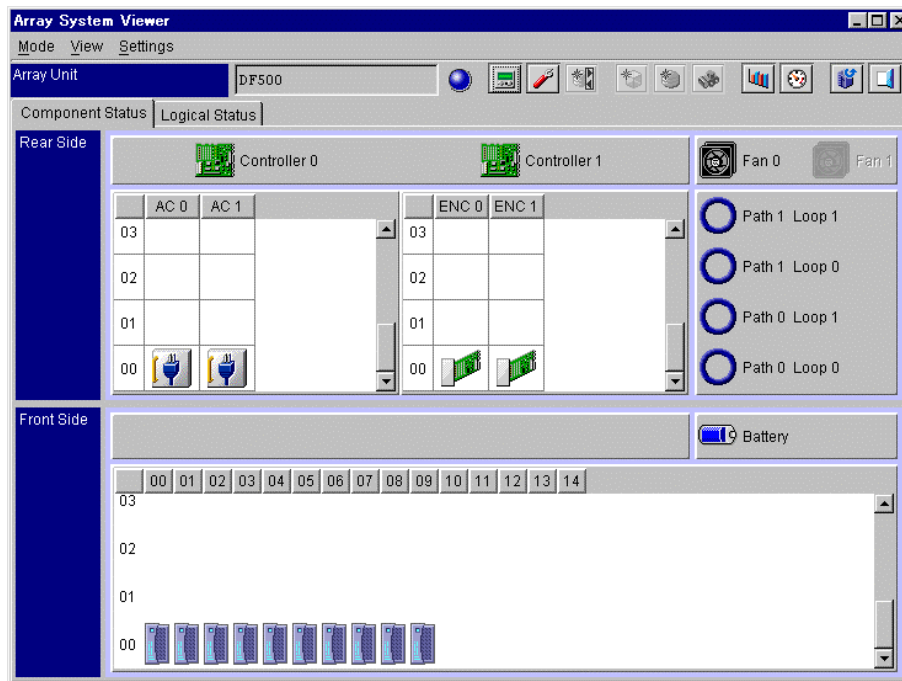 Array System Viewer
Mode View Settings
Array Unit DF500
Component Status Logical Status
Rear Side
Controller 0 Controller 1 Fan 0 Fan 1
AC 0 AC 1 ENC 0 ENC 1
03 03
02 02
01 01
00 00
Path 1 Loop 1
Path 1 Loop 0
Path 0 Loop 1
Path 0 Loop 0
Front Side
Battery
00 01 02 03 04 05 06 07 08 09 10 11 12 13 14
03
02
01
00